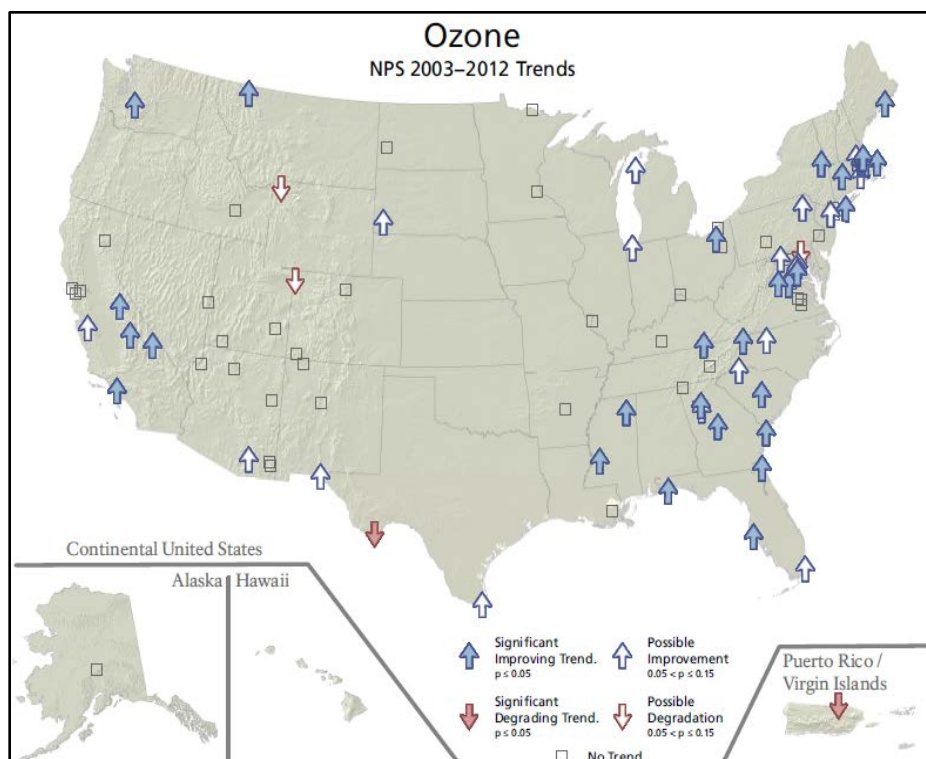 Ozone
NPS 2003–2012 Trends
Continental United States
Alaska
Hawaii
Significant
Improving Trend.
p ≤ 0.05
Possible
Improvement
0.05 < p ≤ 0.15
Significant
Degrading Trend.
p ≤ 0.05
Possible
Degradation
0.05 < p ≤ 0.15
No Trend
Puerto Rico /
Virgin Islands